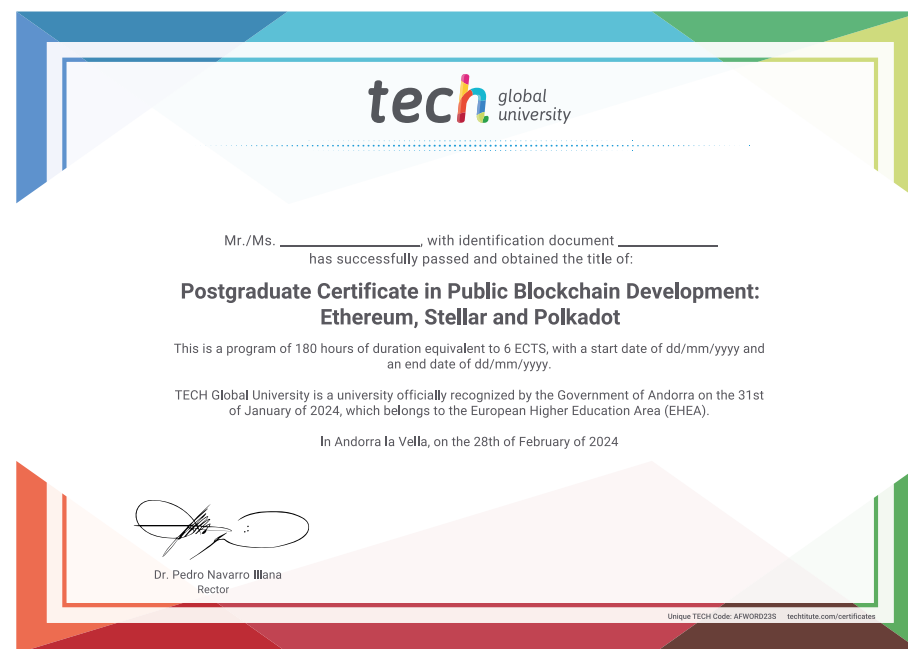 tech global
university
Mr./Ms. ____________________, with identification document ______________
has successfully passed and obtained the title of:
Postgraduate Certificate in Public Blockchain Development:
Ethereum, Stellar and Polkadot
This is a program of 180 hours of duration equivalent to 6 ECTS, with a start date of dd/mm/yyyy and
an end date of dd/mm/yyyy.
TECH Global University is a university officially recognized by the Government of Andorra on the 31st
of January of 2024, which belongs to the European Higher Education Area (EHEA).
In Andorra la Vella, on the 28th of February of 2024
Dr. Pedro Navarro Illana
Rector
Unique TECH Code: AFWORD23S techtitute.com/certificates